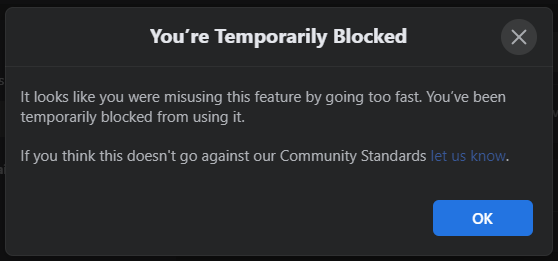 You're Temporarily Blocked
It looks like you were misusing this feature by going too fast. You've been
temporarily blocked from using it.
If you think this doesn't go against our Community Standards let us know.
OK